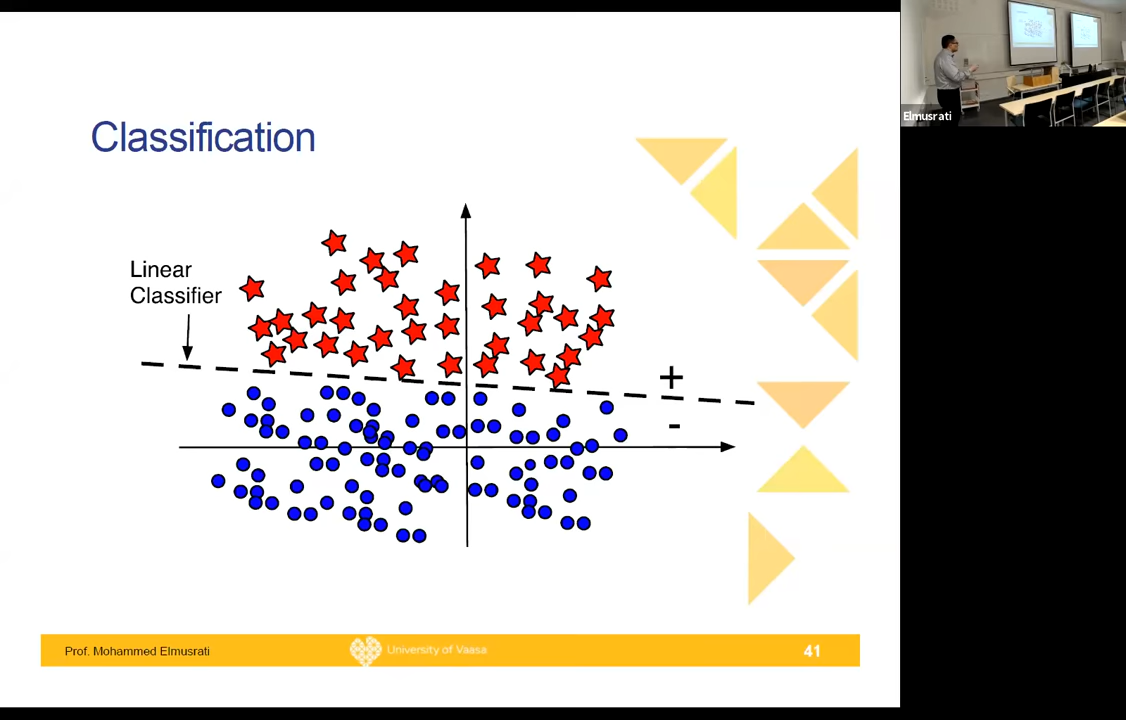 Classification
Linear
Classifier
+
-
Prof. Mohammed Elmusrati
University of Vaasa
41
Elmusrati